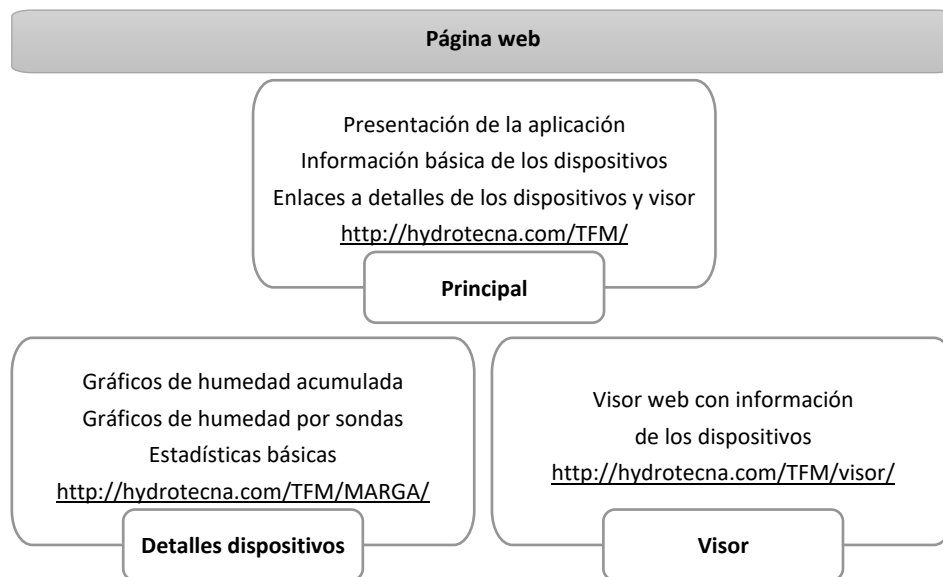 Página web
Presentación de la aplicación
Información básica de los dispositivos
Enlaces a detalles de los dispositivos y visor
http://hydrotecna.com/TFM/
Principal
Gráficos de humedad acumulada
Gráficos de humedad por sondas
Estadísticas básicas
http://hydrotecna.com/TFM/MARGA/
Detalles dispositivos
Visor web con información
de los dispositivos
http://hydrotecna.com/TFM/visor/
Visor